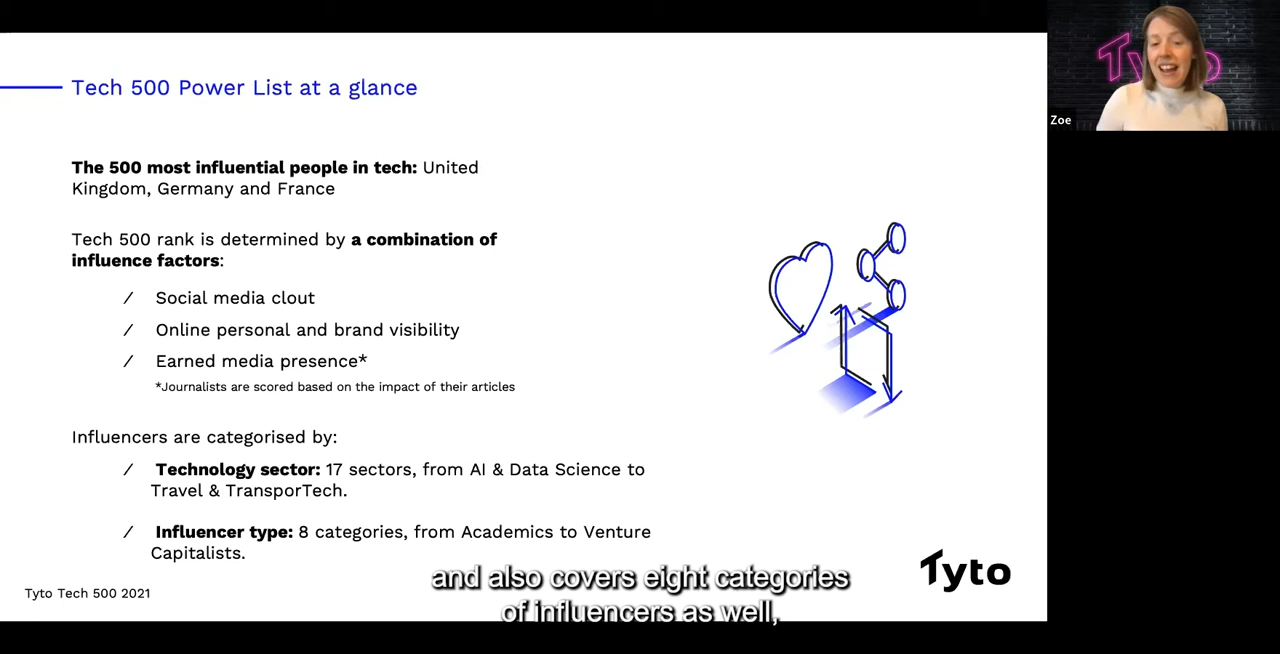 Tech 500 Power List at a glance
The 500 most influential people in tech: United
Kingdom, Germany and France
Tech 500 rank is determined by a combination of
influence factors:
/ Social media clout
/ Online personal and brand visibility
/ Earned media presence*
*Journalists are scored based on the impact of their articles
Influencers are categorised by:
/ Technology sector: 17 sectors, from AI & Data Science to
Travel & TransporTech.
/ Influencer type: 8 categories, from Academics to Venture
Capitalists.
Tyto Tech 500 2021
Tyto
and also covers eight categories
of influencers as well,
Tyto
Zoe